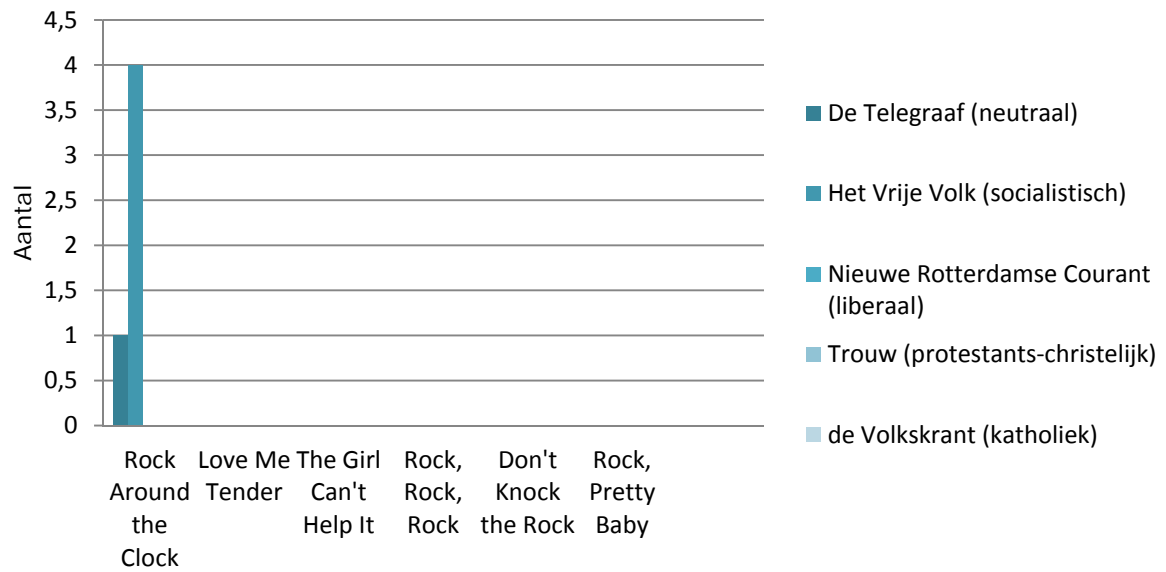 4,5
4
3,5
3
2,5
2
1,5
1
0,5
0
Aantal
Rock
Around
the
Clock
Love Me
Tender
The Girl
Can't
Help It
Rock,
Rock,
Rock
Don't
Knock
the Rock
Rock,
Pretty
Baby
De Telegraaf (neutraal)
Het Vrije Volk (socialistisch)
Nieuwe Rotterdamse Courant
(liberaal)
Trouw (protestants-christelijk)
de Volkskrant (katholiek)